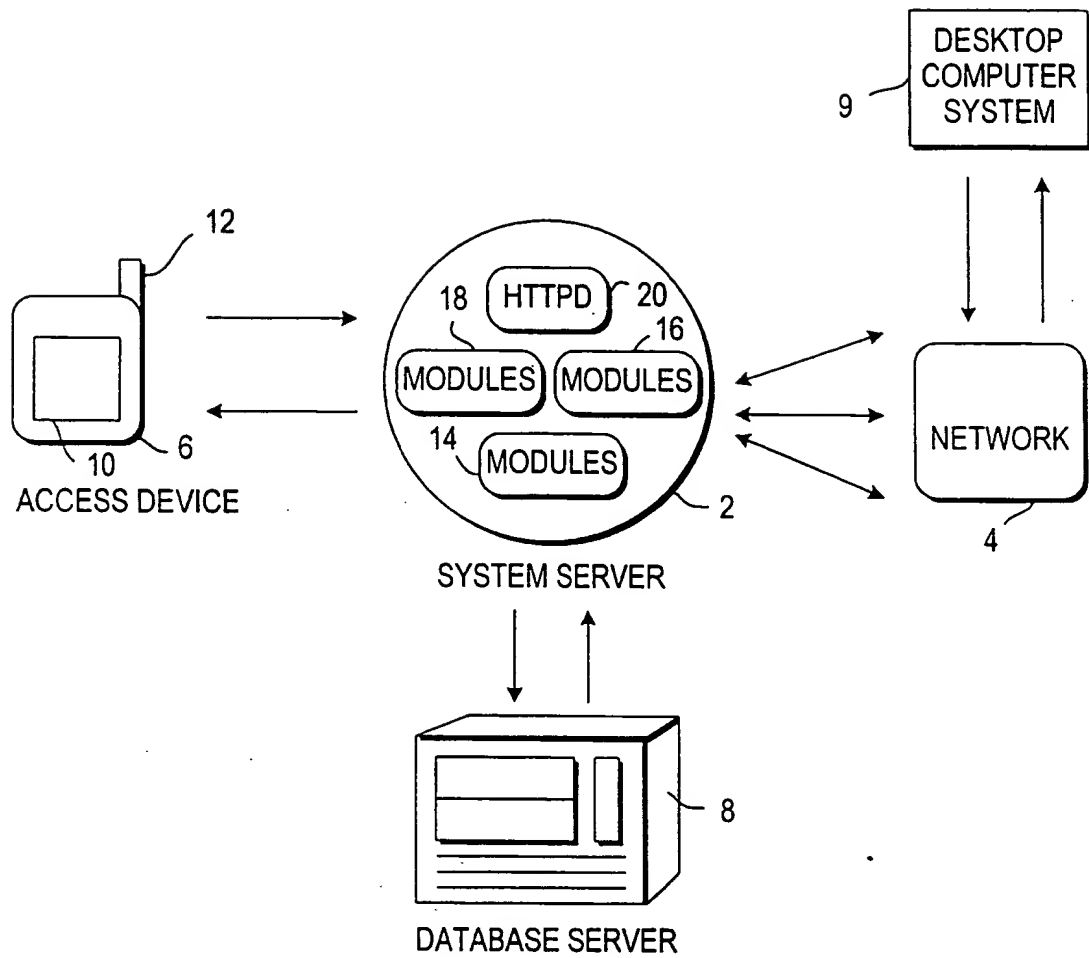 DESKTOP
COMPUTER
SYSTEM
9
12
HTTPD
20
18
16
MODULES
MODULES
14
MODULES
NETWORK
10
6
ACCESS DEVICE
2
4
SYSTEM SERVER
8
DATABASE SERVER